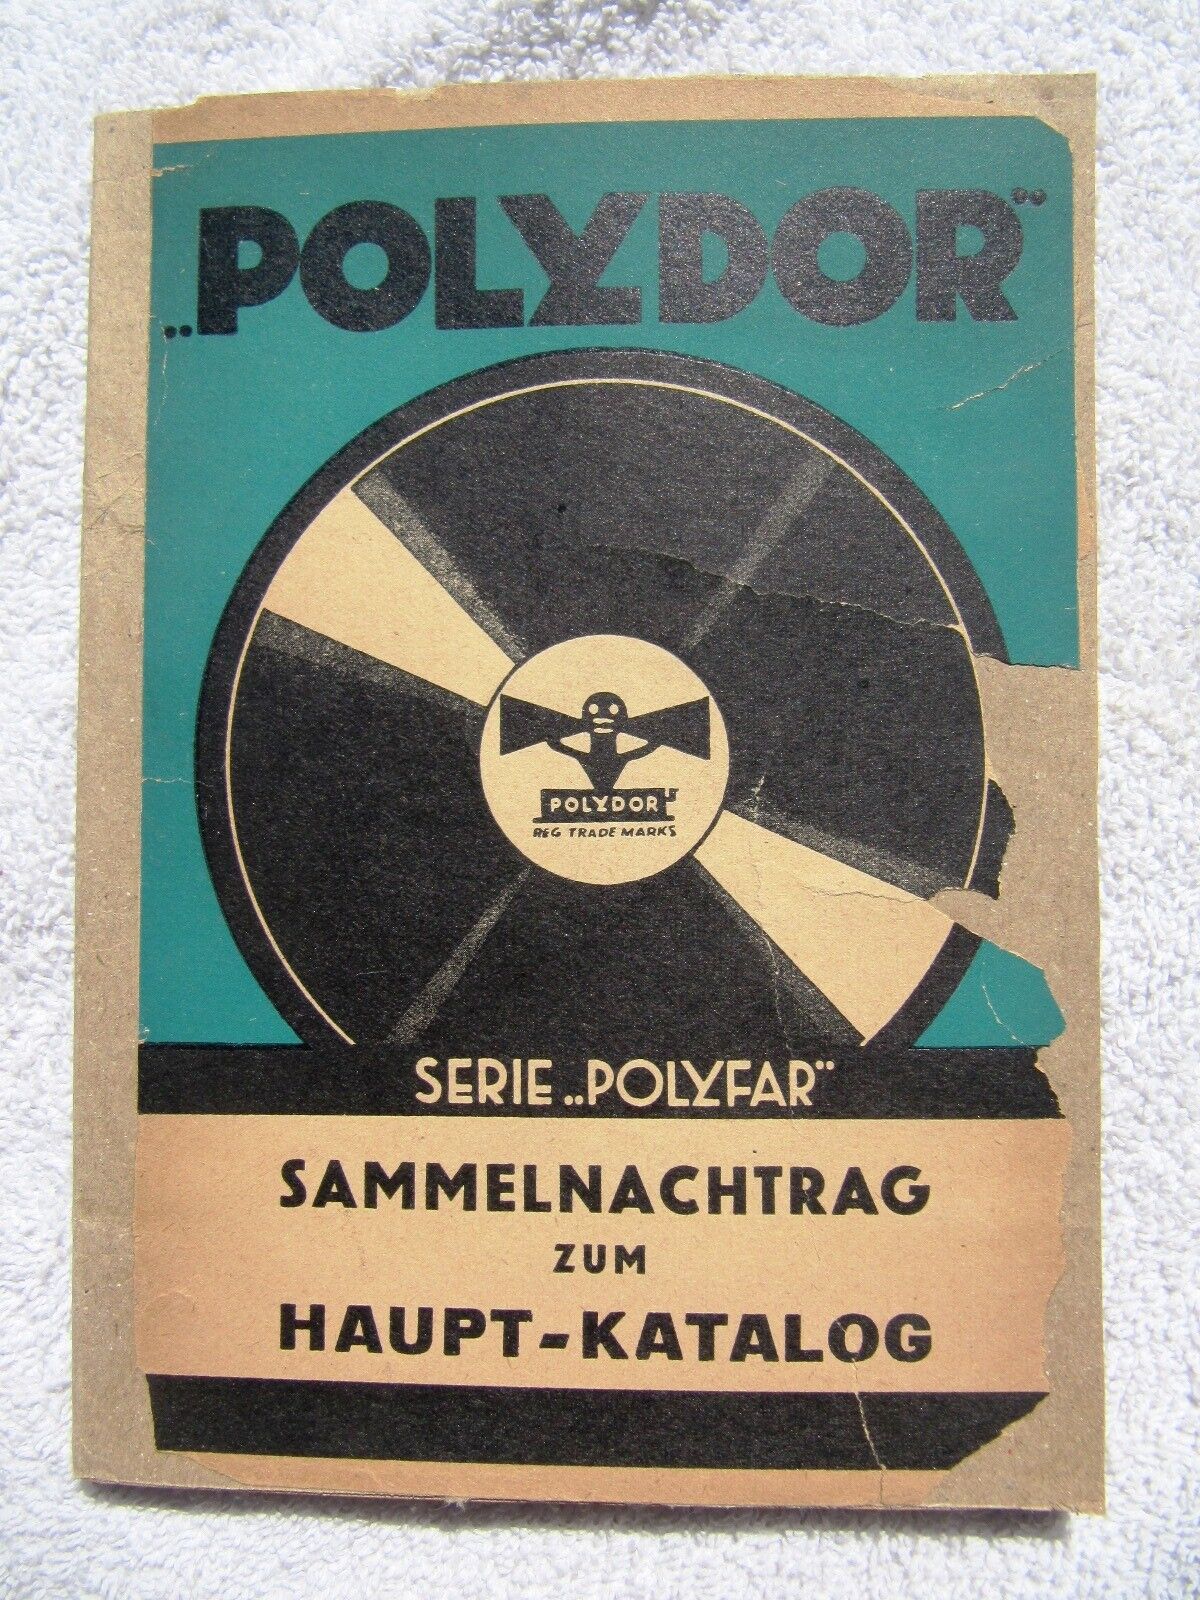 „POLYDOR"
POLYDOR
REG TRADE MARKS
SERIE „POLYFAR"
SAMMELNACHTRAG
ZUM
HAUPT-KATALOG